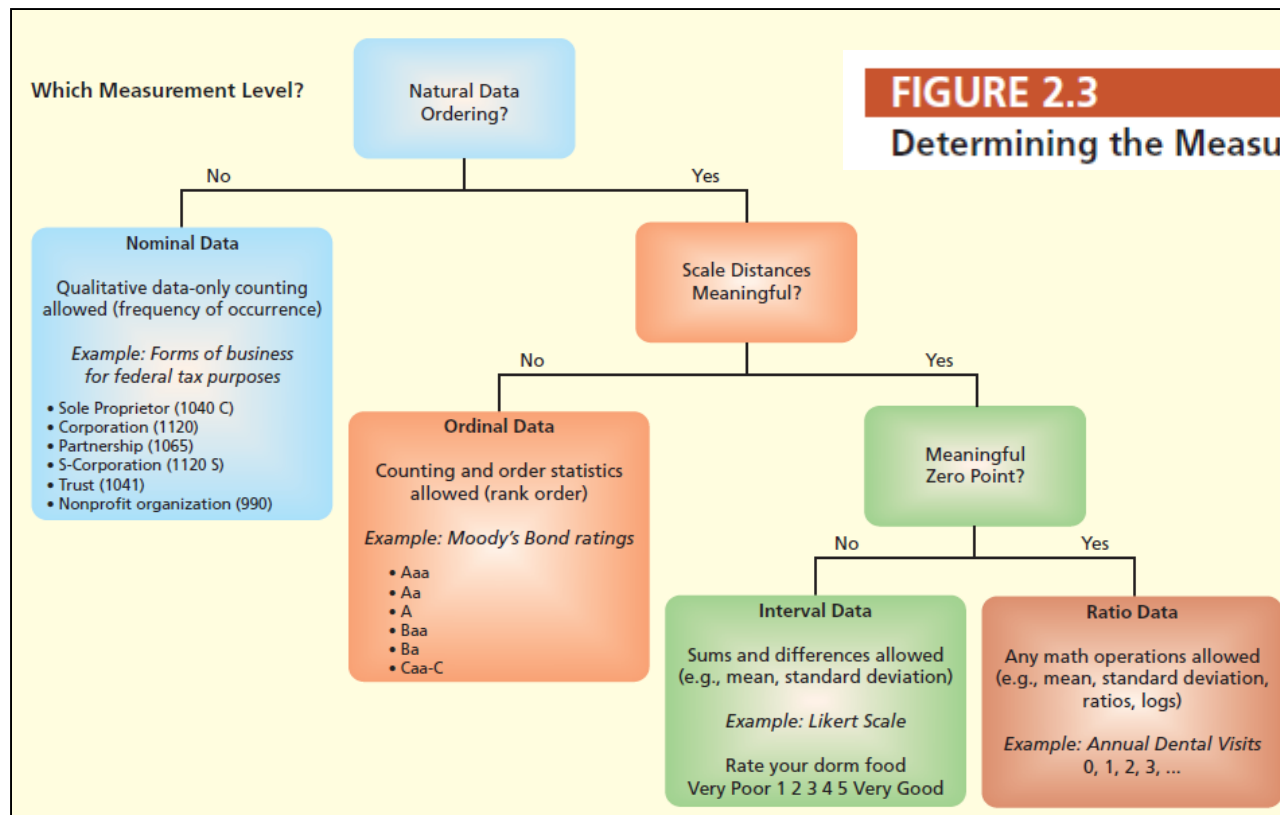 Which Measurement Level?
Natural Data
Ordering?
FIGURE 2.3
Determining the Measu
No
Yes
Nominal Data
Qualitative data-only counting
allowed (frequency of occurrence)
Example: Forms of business
for federal tax purposes
• Sole Proprietor (1040 C)
• Corporation (1120)
• Partnership (1065)
• S-Corporation (1120 S)
• Trust (1041)
• Nonprofit organization (990)
Scale Distances
Meaningful?
No
Yes
Ordinal Data
Counting and order statistics
allowed (rank order)
Example: Moody's Bond ratings
• Aaa
• Aa
• A
• Baa
• Ba
• Caa-C
Meaningful
Zero Point?
No
Yes
Interval Data
Sums and differences allowed
(e.g., mean, standard deviation)
Example: Likert Scale
Rate your dorm food
Very Poor 1 2 3 4 5 Very Good
Ratio Data
Any math operations allowed
(e.g., mean, standard deviation,
ratios, logs)
Example: Annual Dental Visits
0, 1, 2, 3, ...